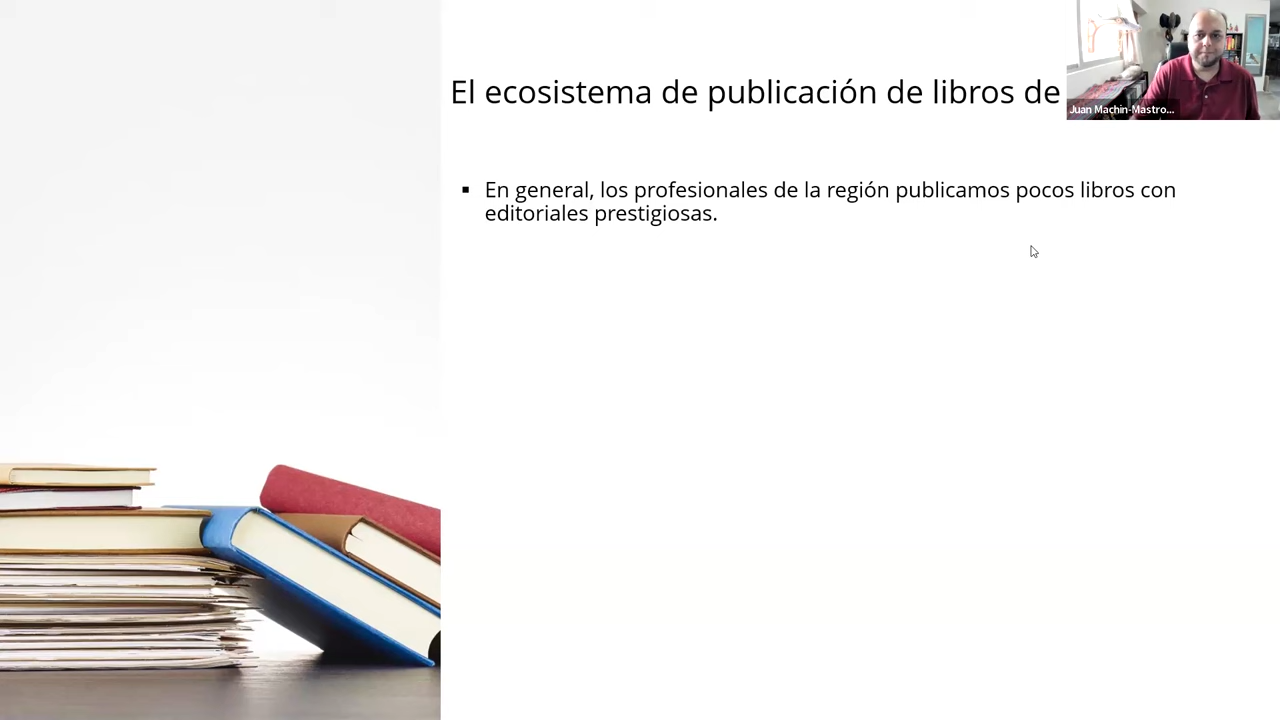 El ecosistema de publicación de libros de
Juan Machin-Mastro...
▪ En general, los profesionales de la región publicamos pocos libros con
editoriales prestigiosas.